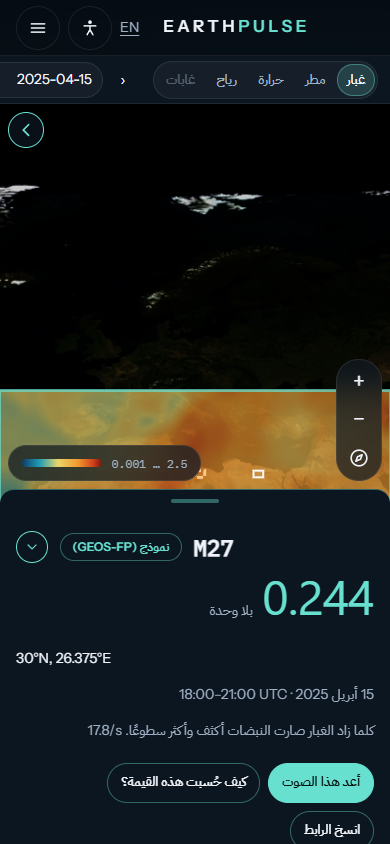 EN EARTHPULSE
غبار مطر حرارة رياح غابات
‹ 2025-04-15
+
−
0.001 … 2.5
M27 نموذج (GEOS-FP)
0.244 بلا وحدة
30°N, 26.375°E
15 أبريل 2025 · 18:00–21:00 UTC
كلما زاد الغبار صارت النبضات أكثف وأكثر سطوعًا. 17.8/s
أعد هذا الصوت كيف حُسبت هذه القيمة؟
انسخ الرابط